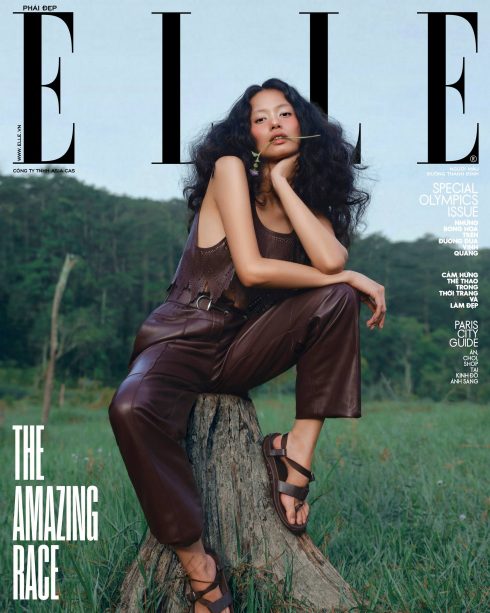 PHÁI ĐẸP
ELLE
WWW.ELLE.VN
®
CÔNG TY TNHH ASIA CAS
NGƯỜI MẪU
SPECIAL
OLYMPICS
ISSUE
NHỮNG
BÔNG HOA
TRÊN
ĐƯỜNG ĐUA
VINH
QUANG
CẢM HỨNG
THỂ THAO
TRONG
THỜI TRANG
VÀ
LÀM ĐẸP
PARIS
CITY
GUIDE
ĂN,
CHƠI,
SHOP
TẠI
KINH ĐÔ
ÁNH SÁNG
THE
AMAZING
RACE